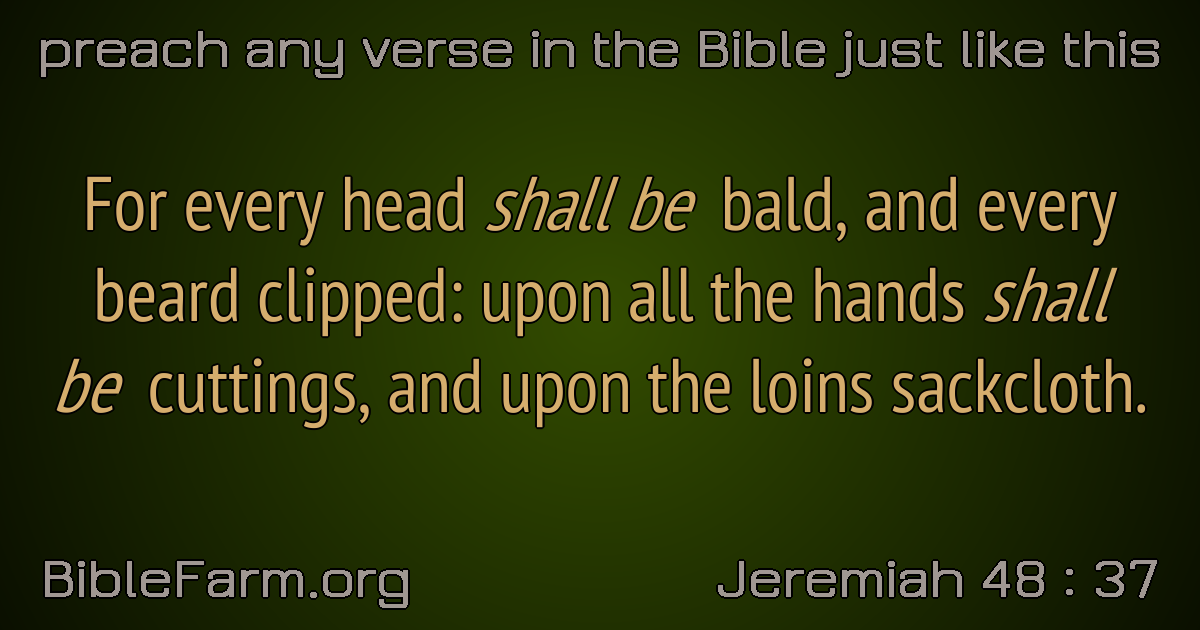 preach any verse in the Bible just like this
For every head shall be bald, and every
beard clipped: upon all the hands shall
be cuttings, and upon the loins sackcloth.
BibleFarm.org
Jeremiah 48 : 37